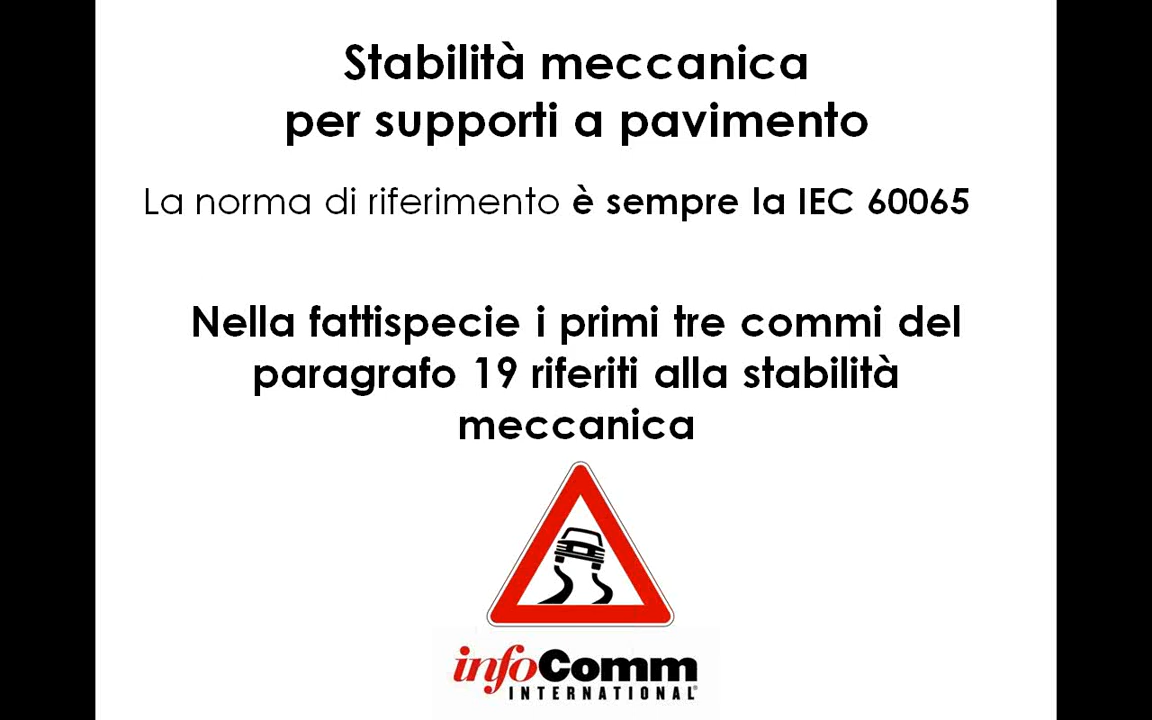 Stabilità meccanica
per supporti a pavimento
La norma di riferimento è sempre la IEC 60065
Nella fattispecie i primi tre commi del
paragrafo 19 riferiti alla stabilità
meccanica
infoComm
INTERNATIONAL®